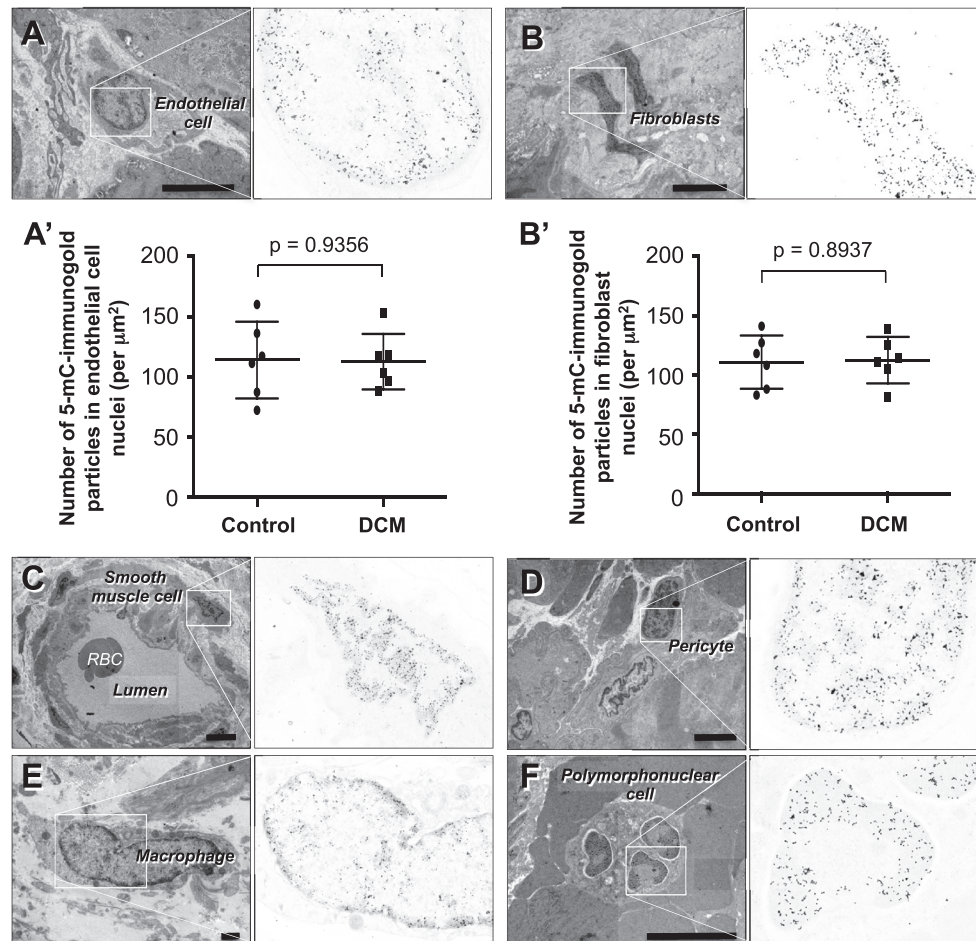 A
Endothelial
cell
B
Fibroblasts
A'
Number of 5-mC-immunogold
particles in endothelial cell
nuclei (per μm²)
p = 0.9356
200
150
100
50
0
Control
DCM
B'
Number of 5-mC-immunogold
particles in fibroblast
nuclei (per μm²)
p = 0.8937
200
150
100
50
0
Control
DCM
C
Smooth
muscle cell
RBC
Lumen
D
Pericyte
E
Macrophage
F
Polymorphonuclear
cell